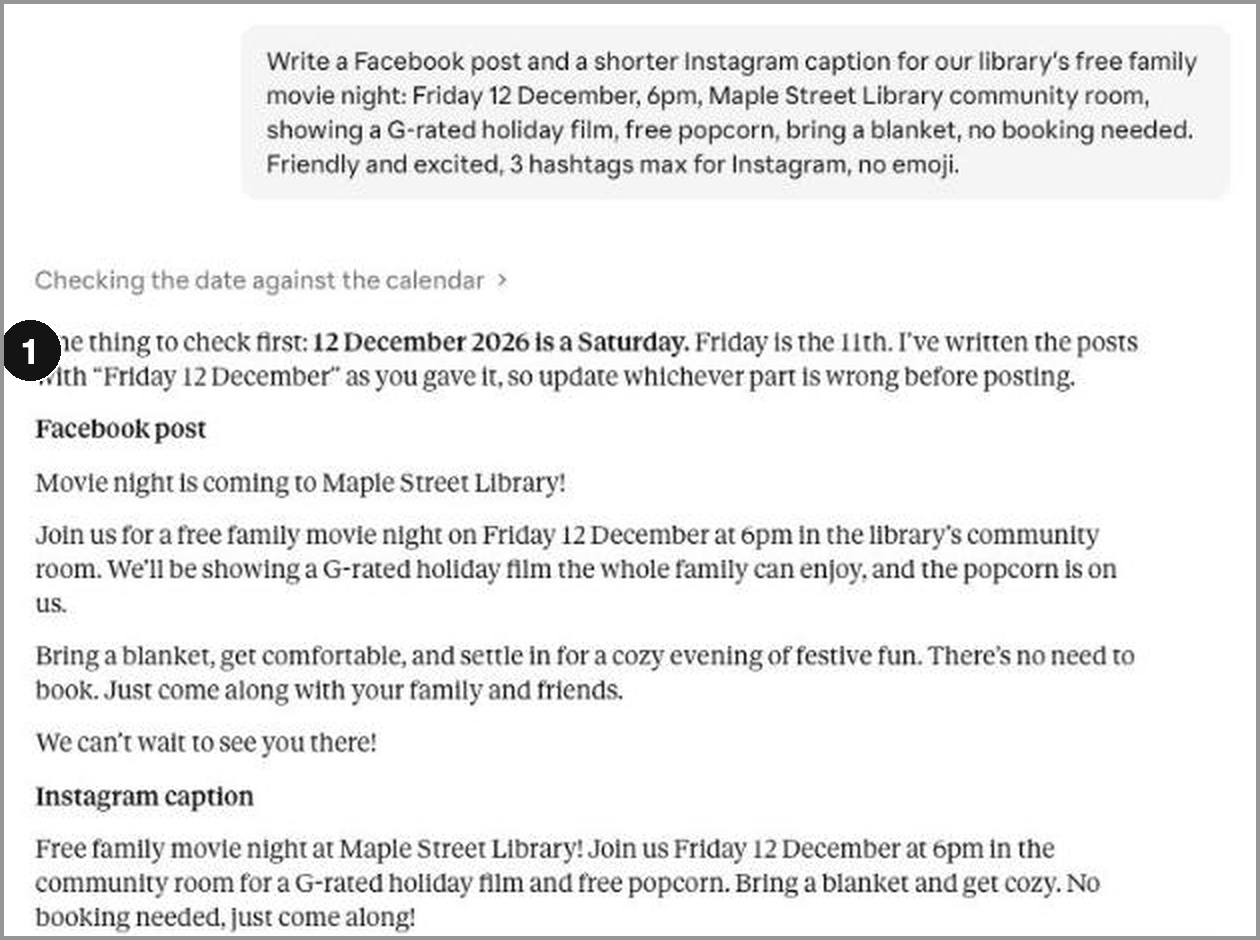 Write a Facebook post and a shorter Instagram caption for our library's free family
movie night: Friday 12 December, 6pm, Maple Street Library community room,
showing a G-rated holiday film, free popcorn, bring a blanket, no booking needed.
Friendly and excited, 3 hashtags max for Instagram, no emoji.
Checking the date against the calendar >
1
thing to check first: 12 December 2026 is a Saturday. Friday is the 11th. I've written the posts
with “Friday 12 December” as you gave it, so update whichever part is wrong before posting.
Facebook post
Movie night is coming to Maple Street Library!
Join us for a free family movie night on Friday 12 December at 6pm in the library's community
room. We'll be showing a G-rated holiday film the whole family can enjoy, and the popcorn is on
us.
Bring a blanket, get comfortable, and settle in for a cozy evening of festive fun. There's no need to
book. Just come along with your family and friends.
We can't wait to see you there!
Instagram caption
Free family movie night at Maple Street Library! Join us Friday 12 December at 6pm in the
community room for a G-rated holiday film and free popcorn. Bring a blanket and get cozy. No
booking needed, just come along!